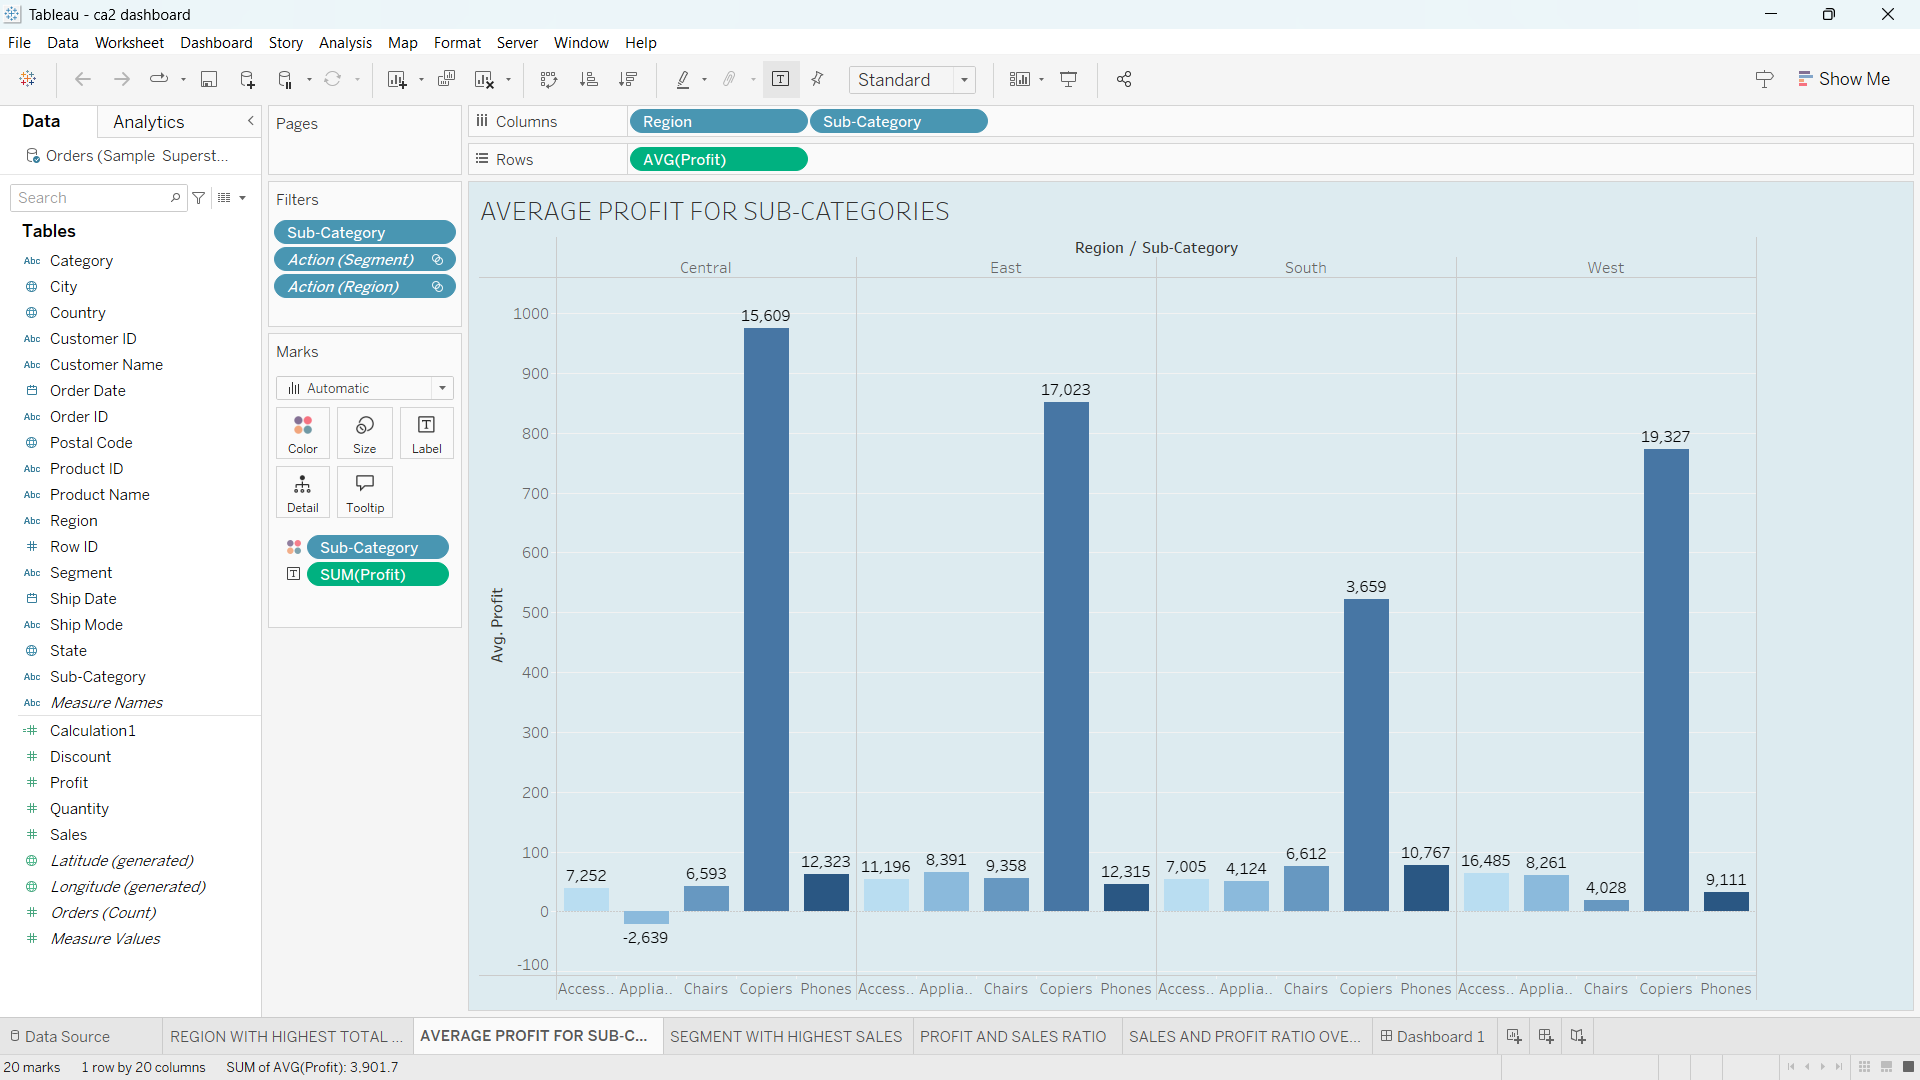 Tableau - ca2 dashboard
File Data Worksheet Dashboard Story Analysis Map Format Server Window Help
Standard
Show Me
Data Analytics
Orders (Sample Superst...
Search
Tables
Abc Category
City
Country
Abc Customer ID
Abc Customer Name
Order Date
Abc Order ID
Postal Code
Abc Product ID
Abc Product Name
Abc Region
Row ID
Abc Segment
Ship Date
Abc Ship Mode
State
Abc Sub-Category
Abc Measure Names
Calculation1
Discount
Profit
Quantity
Sales
Latitude (generated)
Longitude (generated)
Orders (Count)
Measure Values
Pages
Filters
Sub-Category
Action (Segment)
Action (Region)
Marks
Automatic
Color Size Label
Detail Tooltip
Sub-Category
SUM(Profit)
Columns Region Sub-Category
Rows AVG(Profit)
AVERAGE PROFIT FOR SUB-CATEGORIES
Region / Sub-Category
Central East South West
Avg. Profit
1000
900
800
700
600
500
400
300
200
100
0
-100
7,252 -2,639 6,593 15,609 12,323 11,196 8,391 9,358 17,023 12,315 7,005 4,124 6,612 3,659 10,767 16,485 8,261 4,028 19,327 9,111
Access.. Applia.. Chairs Copiers Phones Access.. Applia.. Chairs Copiers Phones Access.. Applia.. Chairs Copiers Phones Access.. Applia.. Chairs Copiers Phones
Data Source REGION WITH HIGHEST TOTAL ... AVERAGE PROFIT FOR SUB-C... SEGMENT WITH HIGHEST SALES PROFIT AND SALES RATIO SALES AND PROFIT RATIO OVE... Dashboard 1
20 marks 1 row by 20 columns SUM of AVG(Profit): 3,901.7